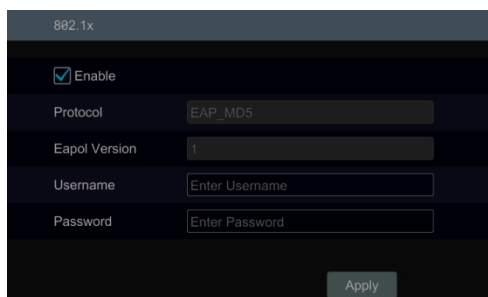 802.1x
Enable
Protocol EAP_MD5
Eapol Version 1
Username Enter Username
Password Enter Password
Apply